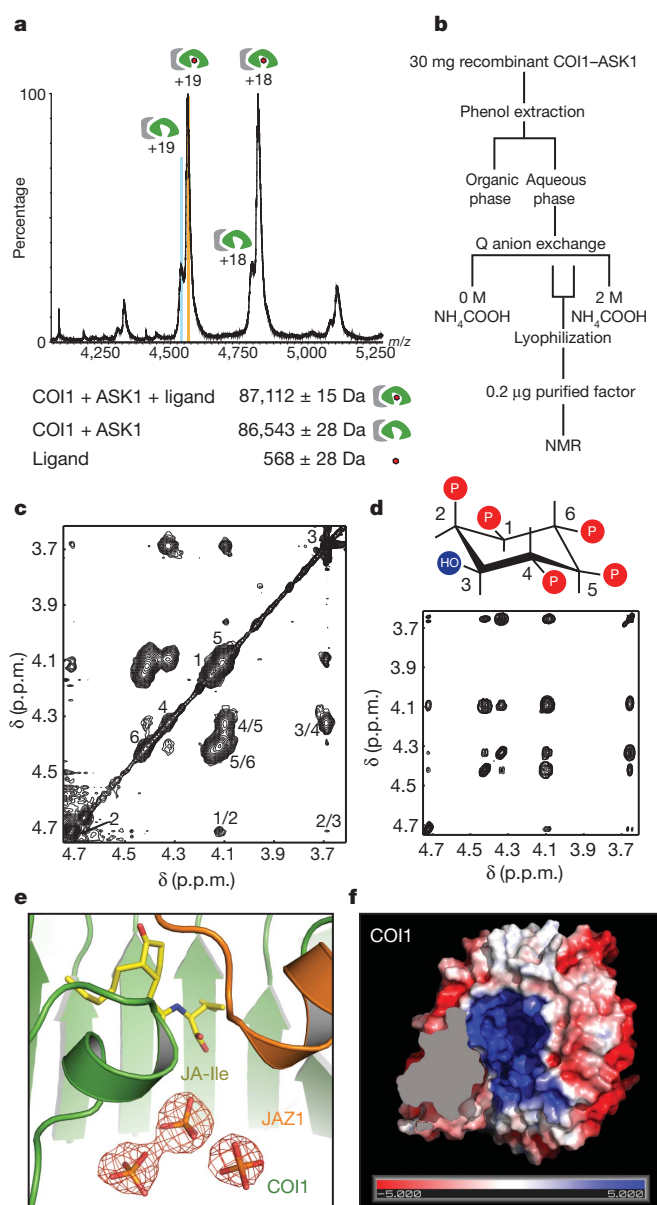 a
+19
+18
+19
+18
100
Percentage
0
4,250 4,500 4,750 5,000 5,250
m/z
COI1 + ASK1 + ligand 87,112 ± 15 Da
COI1 + ASK1 86,543 ± 28 Da
Ligand 568 ± 28 Da
b
30 mg recombinant COI1–ASK1
Phenol extraction
Organic phase
Aqueous phase
Q anion exchange
0 M NH4COOH
2 M NH4COOH
Lyophilization
0.2 μg purified factor
NMR
c
3.7
3.9
4.1
4.3
4.5
4.7
δ (p.p.m.)
4.7 4.5 4.3 4.1 3.9 3.7
δ (p.p.m.)
3
5
1
4
6
2
4/5
5/6
3/4
1/2
2/3
d
P
P
P
P
P
HO
2
1
6
3
4
5
3.7
3.9
4.1
4.3
4.5
4.7
δ (p.p.m.)
4.7 4.5 4.3 4.1 3.9 3.7
δ (p.p.m.)
e
JA-Ile
JAZ1
COI1
f
COI1
-5.000 5.000